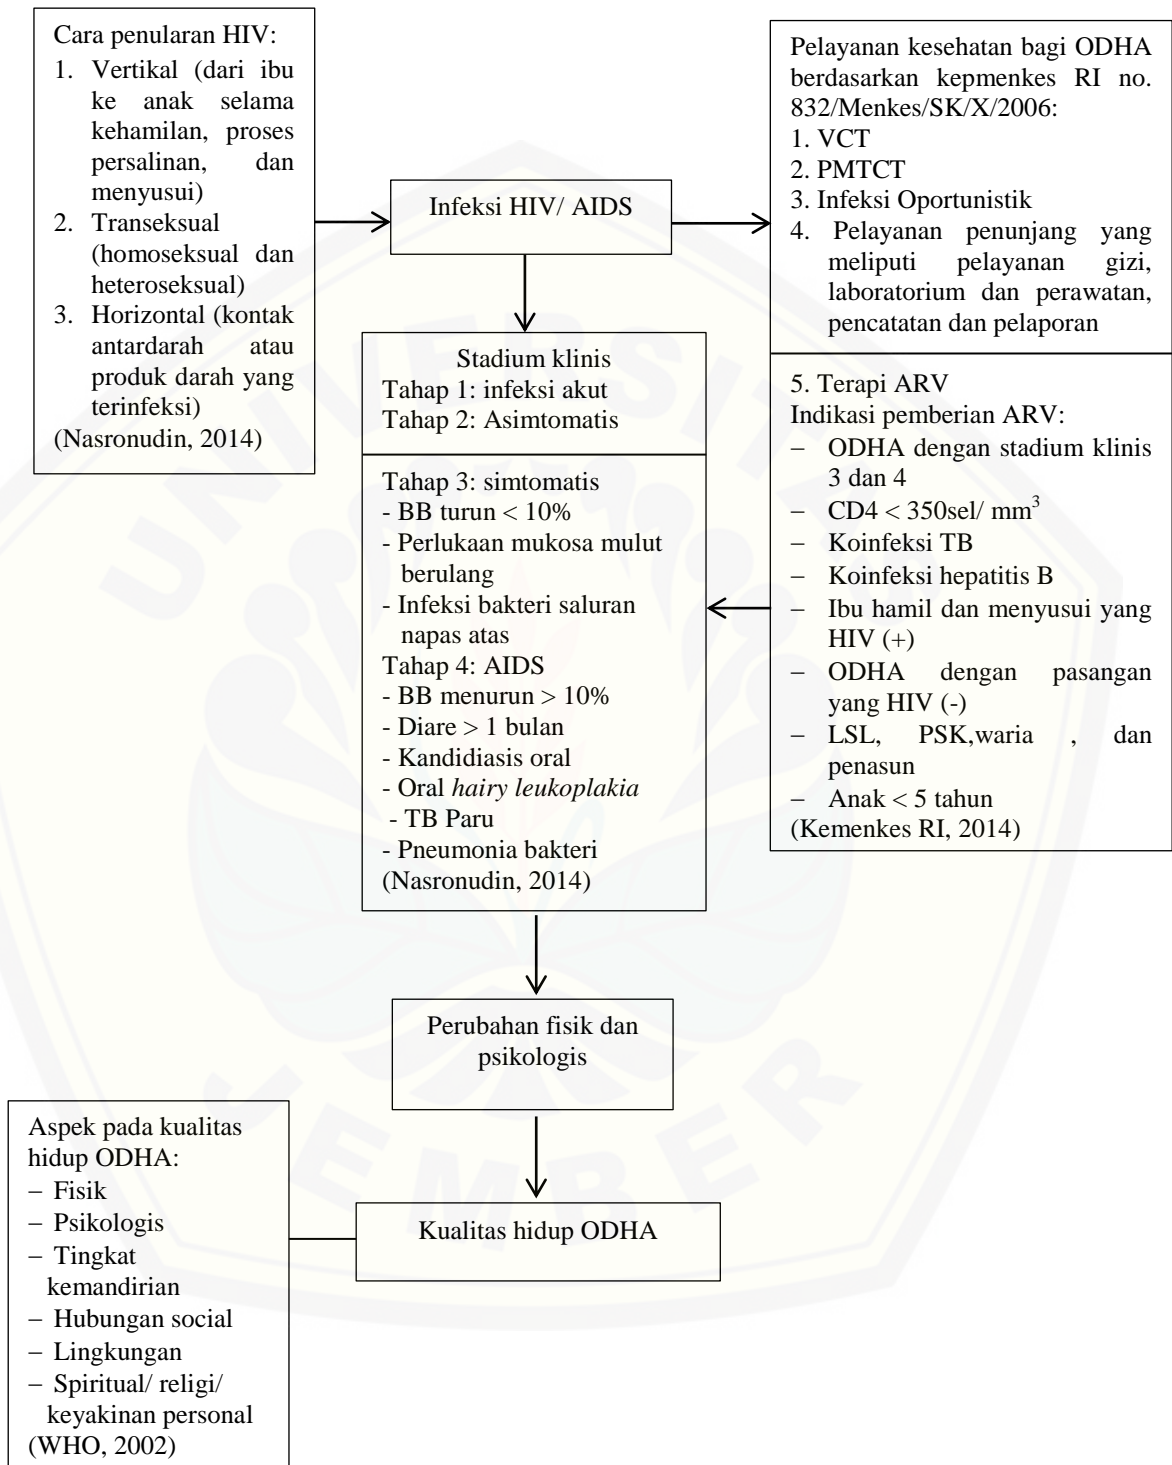 Cara penularan HIV:
1. Vertikal (dari ibu
ke anak selama
kehamilan, proses
persalinan, dan
menyusui)
2. Transeksual
(homoseksual dan
heteroseksual)
3. Horizontal (kontak
antardarah atau
produk darah yang
terinfeksi)
(Nasronudin, 2014)
Infeksi HIV/ AIDS
Pelayanan kesehatan bagi ODHA
berdasarkan kepmenkes RI no.
832/Menkes/SK/X/2006:
1. VCT
2. PMTCT
3. Infeksi Oportunistik
4. Pelayanan penunjang yang
meliputi pelayanan gizi,
laboratorium dan perawatan,
pencatatan dan pelaporan
5. Terapi ARV
Indikasi pemberian ARV:
– ODHA dengan stadium klinis
3 dan 4
– CD4 < 350sel/ mm³
– Koinfeksi TB
– Koinfeksi hepatitis B
– Ibu hamil dan menyusui yang
HIV (+)
– ODHA dengan pasangan
yang HIV (-)
– LSL, PSK,waria , dan
penasun
– Anak < 5 tahun
(Kemenkes RI, 2014)
Stadium klinis
Tahap 1: infeksi akut
Tahap 2: Asimtomatis
Tahap 3: simtomatis
- BB turun < 10%
- Perlukaan mukosa mulut
berulang
- Infeksi bakteri saluran
napas atas
Tahap 4: AIDS
- BB menurun > 10%
- Diare > 1 bulan
- Kandidiasis oral
- Oral hairy leukoplakia
- TB Paru
- Pneumonia bakteri
(Nasronudin, 2014)
Perubahan fisik dan
psikologis
Kualitas hidup ODHA
Aspek pada kualitas
hidup ODHA:
– Fisik
– Psikologis
– Tingkat
kemandirian
– Hubungan social
– Lingkungan
– Spiritual/ religi/
keyakinan personal
(WHO, 2002)
UNIVERSITAS
JEMBER